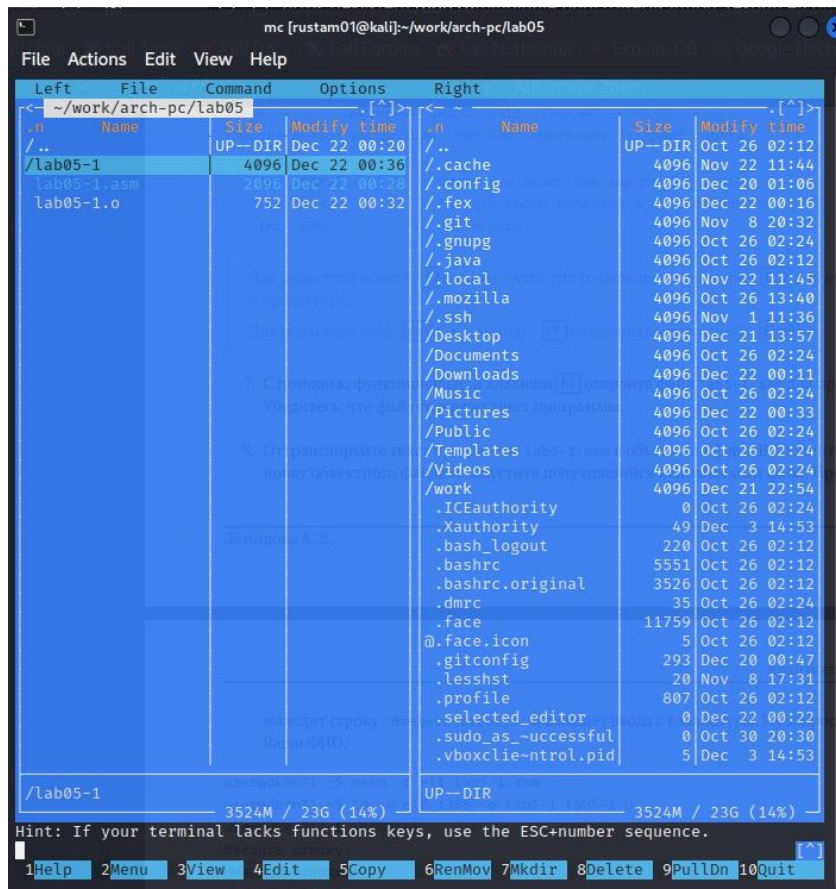 mc [rustam01@kali]:~/work/arch-pc/lab05
File Actions Edit View Help
Left File Command Options Right
~/work/arch-pc/lab05 .[^]>
.n Name Size Modify time
/.. UP--DIR Dec 22 00:20
/lab05-1 4096 Dec 22 00:36
lab05-1.asm 2096 Dec 22 00:28
lab05-1.o 752 Dec 22 00:32
/lab05-1
3524M / 23G (14%)
<- ~ .[^]>
.n Name Size Modify time
/.. UP--DIR Oct 26 02:12
/.cache 4096 Nov 22 11:44
/.config 4096 Dec 20 01:06
/.fex 4096 Dec 22 00:16
/.git 4096 Nov 8 20:32
/.gnupg 4096 Oct 26 02:24
/.java 4096 Oct 26 02:12
/.local 4096 Nov 22 11:45
/.mozilla 4096 Oct 26 13:40
/.ssh 4096 Nov 1 11:36
/Desktop 4096 Dec 21 13:57
/Documents 4096 Oct 26 02:24
/Downloads 4096 Dec 22 00:11
/Music 4096 Oct 26 02:24
/Pictures 4096 Dec 22 00:33
/Public 4096 Oct 26 02:24
/Templates 4096 Oct 26 02:24
/Videos 4096 Oct 26 02:24
/work 4096 Dec 21 22:54
.ICEauthority 0 Oct 26 02:24
.Xauthority 49 Dec 3 14:53
.bash_logout 220 Oct 26 02:12
.bashrc 5551 Oct 26 02:12
.bashrc.original 3526 Oct 26 02:12
.dmrc 35 Oct 26 02:24
.face 11759 Oct 26 02:12
@.face.icon 5 Oct 26 02:12
.gitconfig 293 Dec 20 00:47
.lesshst 20 Nov 8 17:31
.profile 807 Oct 26 02:12
.selected_editor 0 Dec 22 00:22
.sudo_as_~uccessful 0 Oct 30 20:30
.vboxclie~ntrol.pid 5 Dec 3 14:53
UP--DIR
3524M / 23G (14%)
Hint: If your terminal lacks functions keys, use the ESC+number sequence.
[^]
1Help 2Menu 3View 4Edit 5Copy 6RenMov 7Mkdir 8Delete 9PullDn 10Quit